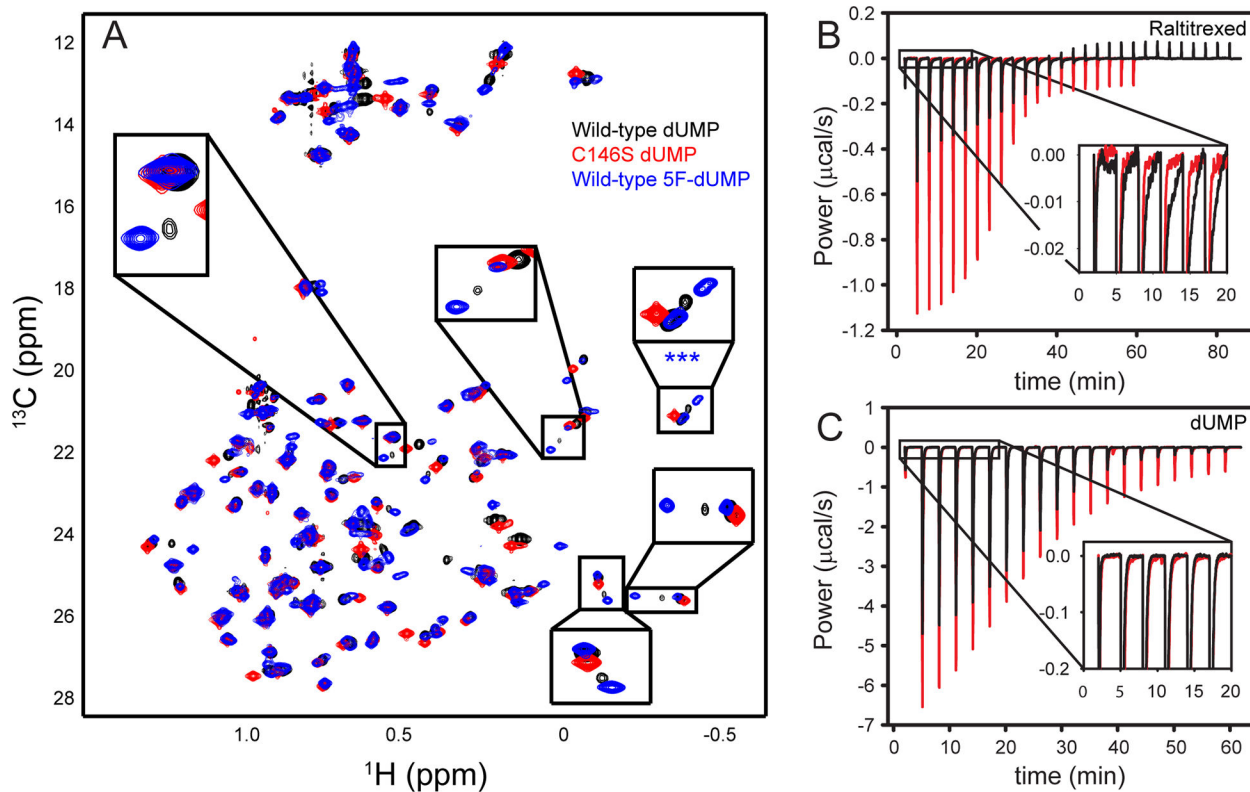 A
Wild-type dUMP
C146S dUMP
Wild-type 5F-dUMP
***
12
14
16
18
20
22
24
26
28
1.0
0.5
0
-0.5
¹³C (ppm)
¹H (ppm)
B
Raltitrexed
0.2
0.0
-0.2
-0.4
-0.6
-0.8
-1.0
-1.2
Power (μcal/s)
0.00
-0.01
-0.02
0 5 10 15 20
0 20 40 60 80
time (min)
C
dUMP
1
0
-1
-2
-3
-4
-5
-6
-7
Power (μcal/s)
0.0
-0.1
-0.2
0 5 10 15 20
0 10 20 30 40 50 60
time (min)